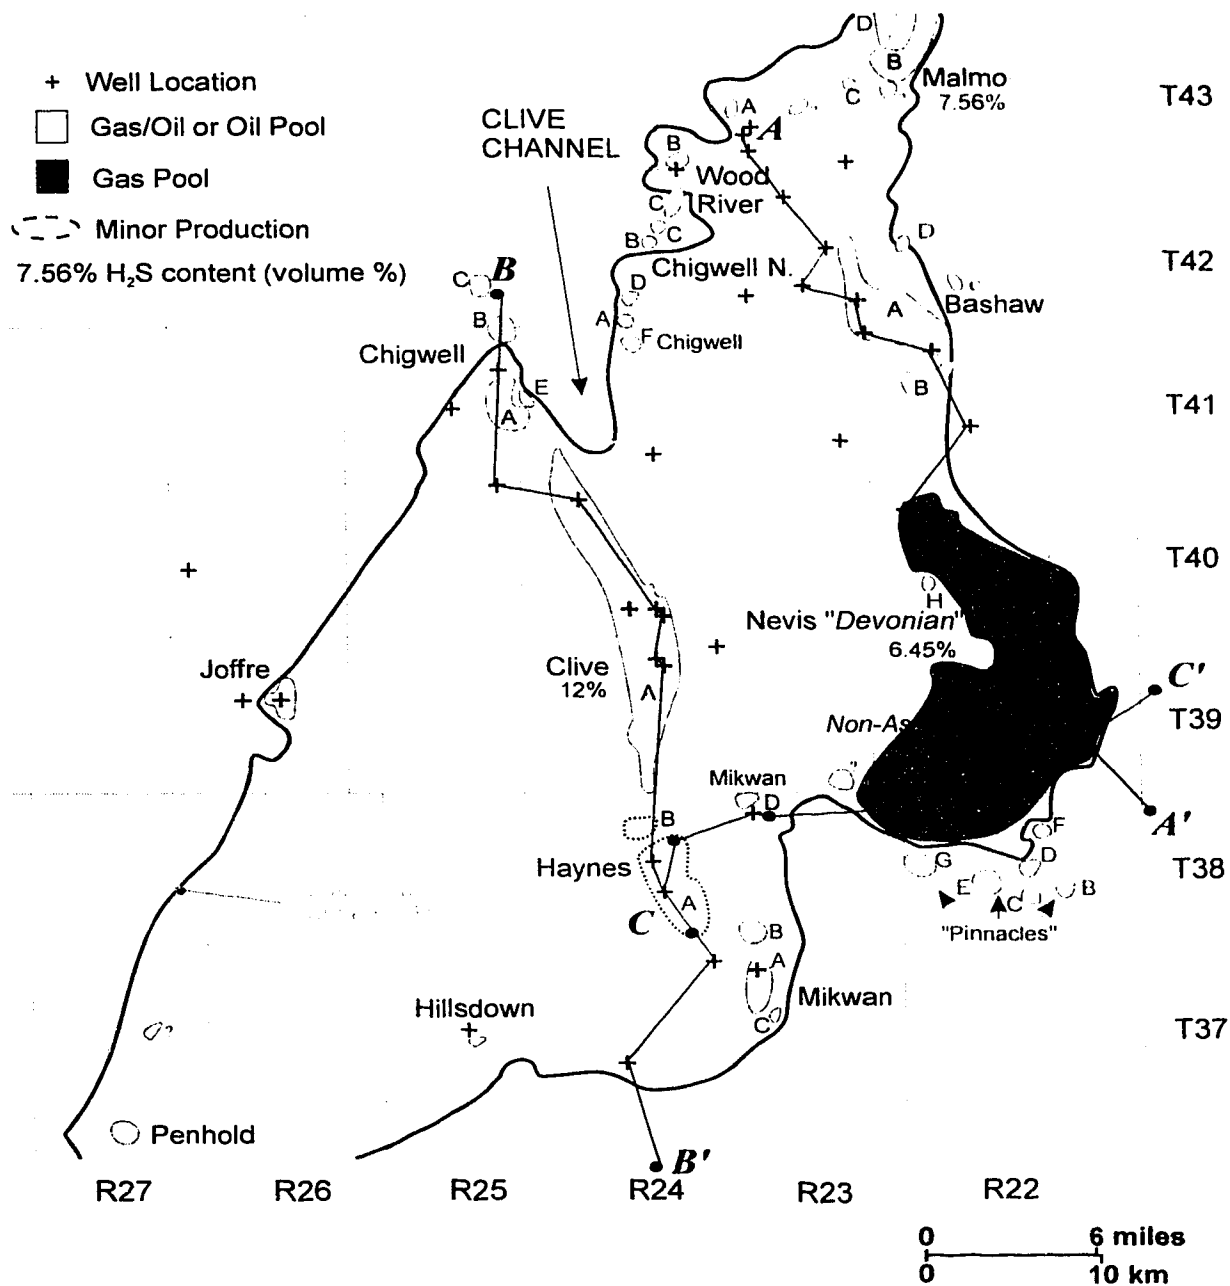 + Well Location
Gas/Oil or Oil Pool
Gas Pool
Minor Production
7.56% H₂S content (volume %)
CLIVE
CHANNEL
D
B
C
Malmo
7.56%
T43
A
A
B
Wood
River
C
C
B
D
Chigwell N.
T42
C
B
B
D
A
F
Chigwell
A
Bashaw
Chigwell
E
A
B
T41
T40
H
Nevis "Devonian"
6.45%
Clive
12%
A
Joffre
C'
T39
Non-As
Mikwan
D
A'
B
Haynes
F
G
D
E
C
B
T38
A
C
"Pinnacles"
B
A
Mikwan
C
Hillsdown
T37
Penhold
B'
R27
R26
R25
R24
R23
R22
0
6 miles
0
10 km